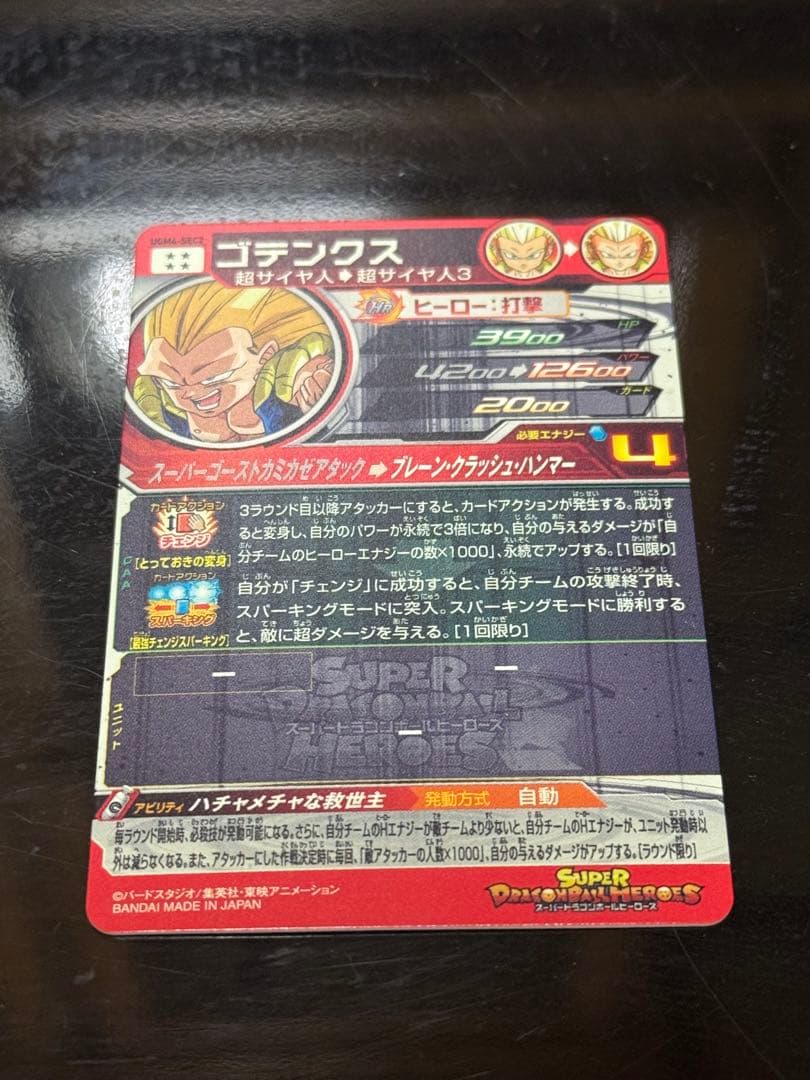 UGM4-SEC2
ゴテンクス
超サイヤ人➡超サイヤ人3
HR ヒーロー：打撃
3900 HP
4200➡12600 パワー
2000 ガード
必要エナジー 4
スーパーゴーストカミカゼアタック➡ブレーン・クラッシュ・ハンマー
カードアクション
チェンジ
[とっておきの変身]
3ラウンド目以降アタッカーにすると、カードアクションが発生する。成功
すると変身し、自分のパワーが永続で3倍になり、自分の与えるダメージが「自
分チームのヒーローエナジーの数×1000」、永続でアップする。[1回限り]
CAA
カードアクション
スパーキング
[最強チェンジスパーキング]
自分が「チェンジ」に成功すると、自分チームの攻撃終了時、
スパーキングモードに突入。スパーキングモードに勝利する
と、敵に超ダメージを与える。[1回限り]
ユニット
ー
ー
ー
SUPER
DRAGONBALL
スーパードラゴンボールヒーローズ
HEROES
アビリティ ハチャメチャな救世主 発動方式 自動
毎ラウンド開始時、必殺技が発動可能になる。さらに、自分チームのHエナジーが敵チームより少ないと、自分チームのHエナジーが、ユニット発動時以
外は減らなくなる。また、アタッカーにした作戦決定時に毎回、「敵アタッカーの人数×1000」、自分の与えるダメージがアップする。[ラウンド限り]
©バードスタジオ/集英社・東映アニメーション
BANDAI MADE IN JAPAN
SUPER
DRAGONBALL HEROES
スーパードラゴンボールヒーローズ